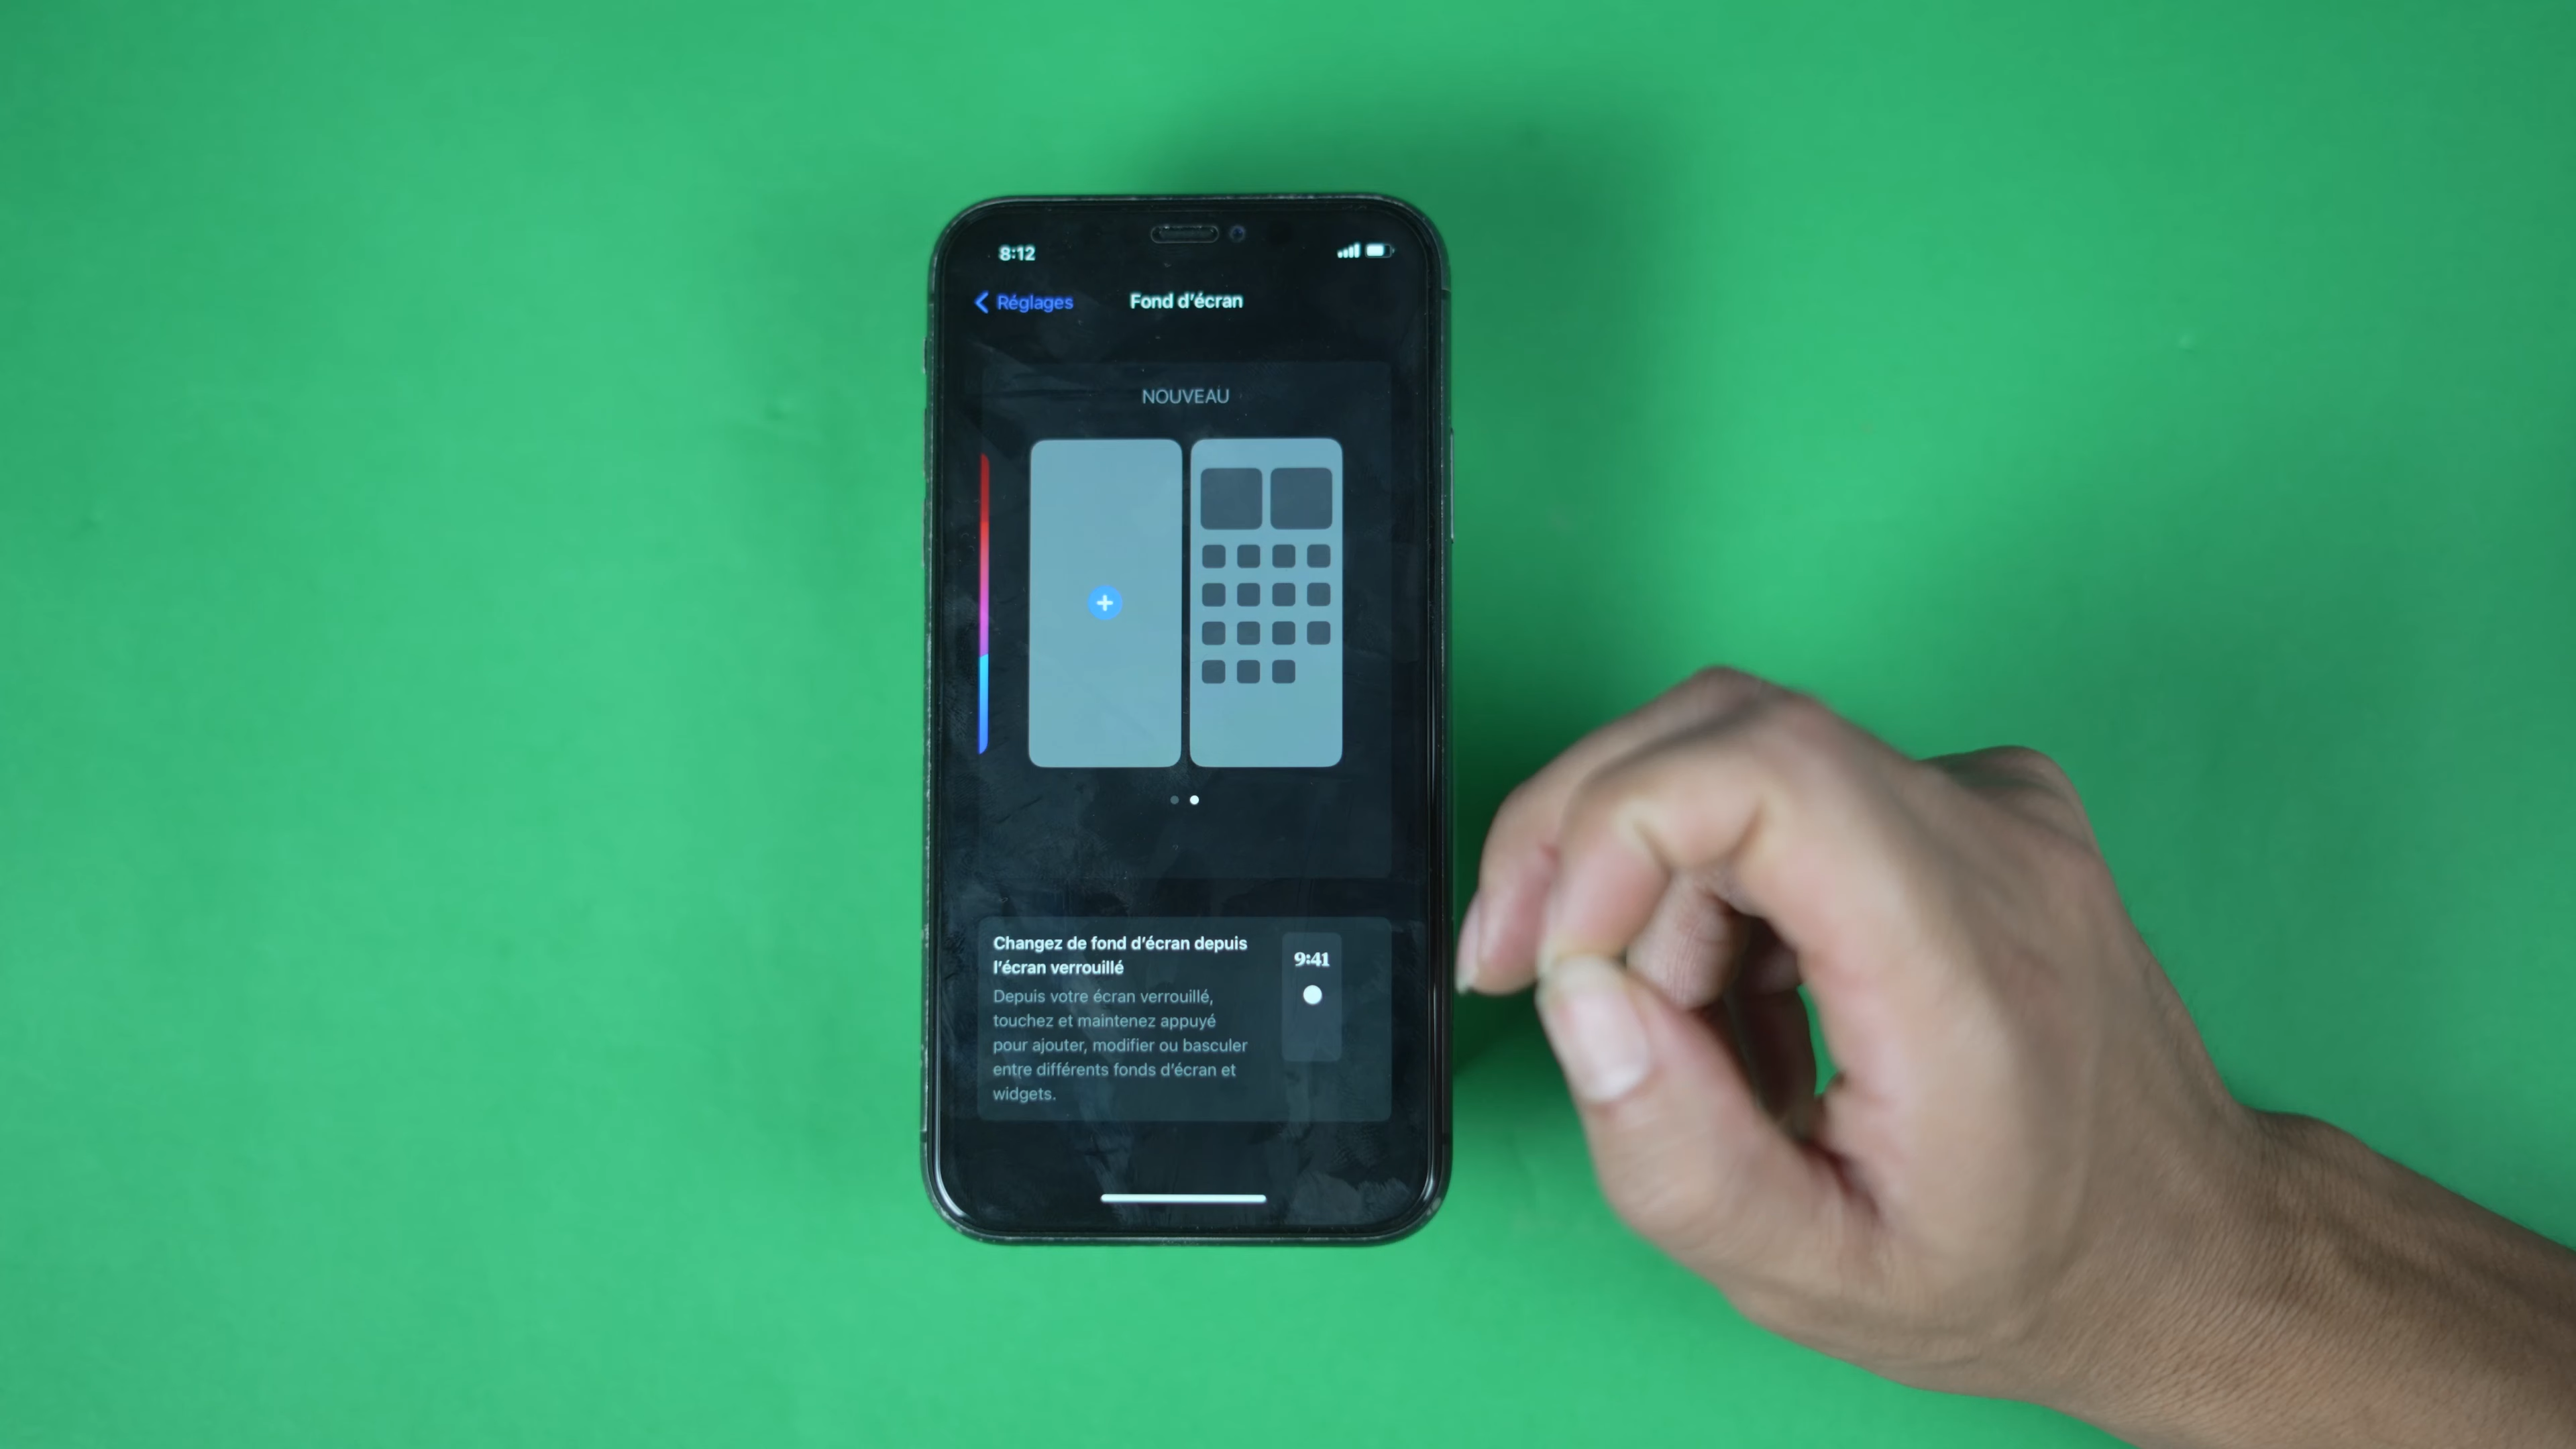 8:12
Réglages
Fond d’écran
NOUVEAU
Changez de fond d’écran depuis
l’écran verrouillé
9:41
Depuis votre écran verrouillé,
touchez et maintenez appuyé
pour ajouter, modifier ou basculer
entre différents fonds d’écran et
widgets.